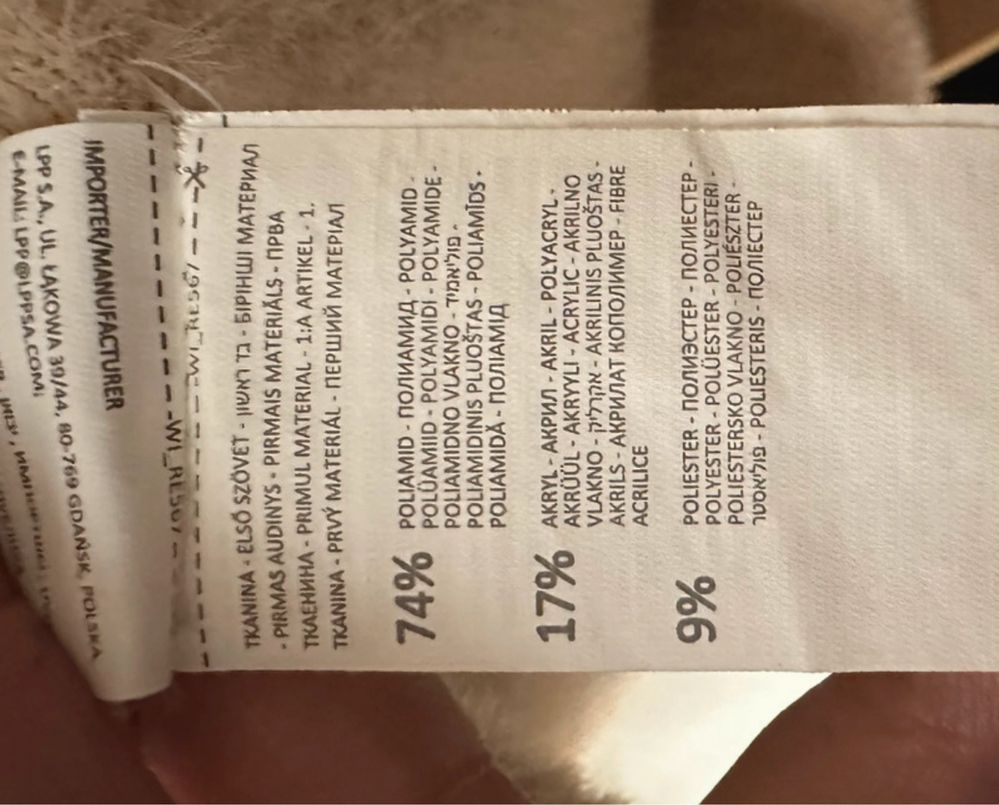 IMPORTER/MANUFACTURER
LPP S.A., UL. ŁĄKOWA 39/44, 80-769 GDAŃSK, POLSKA
E-MAIL: LPP@LPPSA.COM;
TKANINA - ELSŐ SZÖVET - בד ראשון - БІРІНШІ МАТЕРИАЛ
- PIRMAS AUDINYS - PIRMAIS MATERIĀLS - ПРВА
ТКАЕНИНА - PRIMUL MATERIAL - 1:A ARTIKEL - 1.
TKANINA - PRVÝ MATERIÁL - ПЕРШИЙ МАТЕРІАЛ
74% POLIAMID - ПОЛИАМИД - POLYAMID -
POLÜAMIID - POLYAMIDI - POLYAMIDE -
POLIAMIDNO VLAKNO - פוליאמיד -
POLIAMIDINIS PLUOŠTAS - POLIAMĪDS -
POLIAMIDĂ - ПОЛІАМІД
17% AKRYL - АКРИЛ - AKRIL - POLYACRYL -
AKRÜÜL - AKRYYLI - ACRYLIC - AKRILNO
VLAKNO - אקרליק - AKRILINIS PLUOŠTAS -
AKRILS - АКРИЛАТ КОПОЛИМЕР - FIBRE
ACRILICE
9% POLIESTER - ПОЛИЭСТЕР - ПОЛИЕСТЕР -
POLYESTER - POLÜESTER - POLYESTERI -
POLIESTERSKO VLAKNO - POLIÉSZTER -
פוליאסטר - POLIESTERIS - ПОЛІЕСТЕР